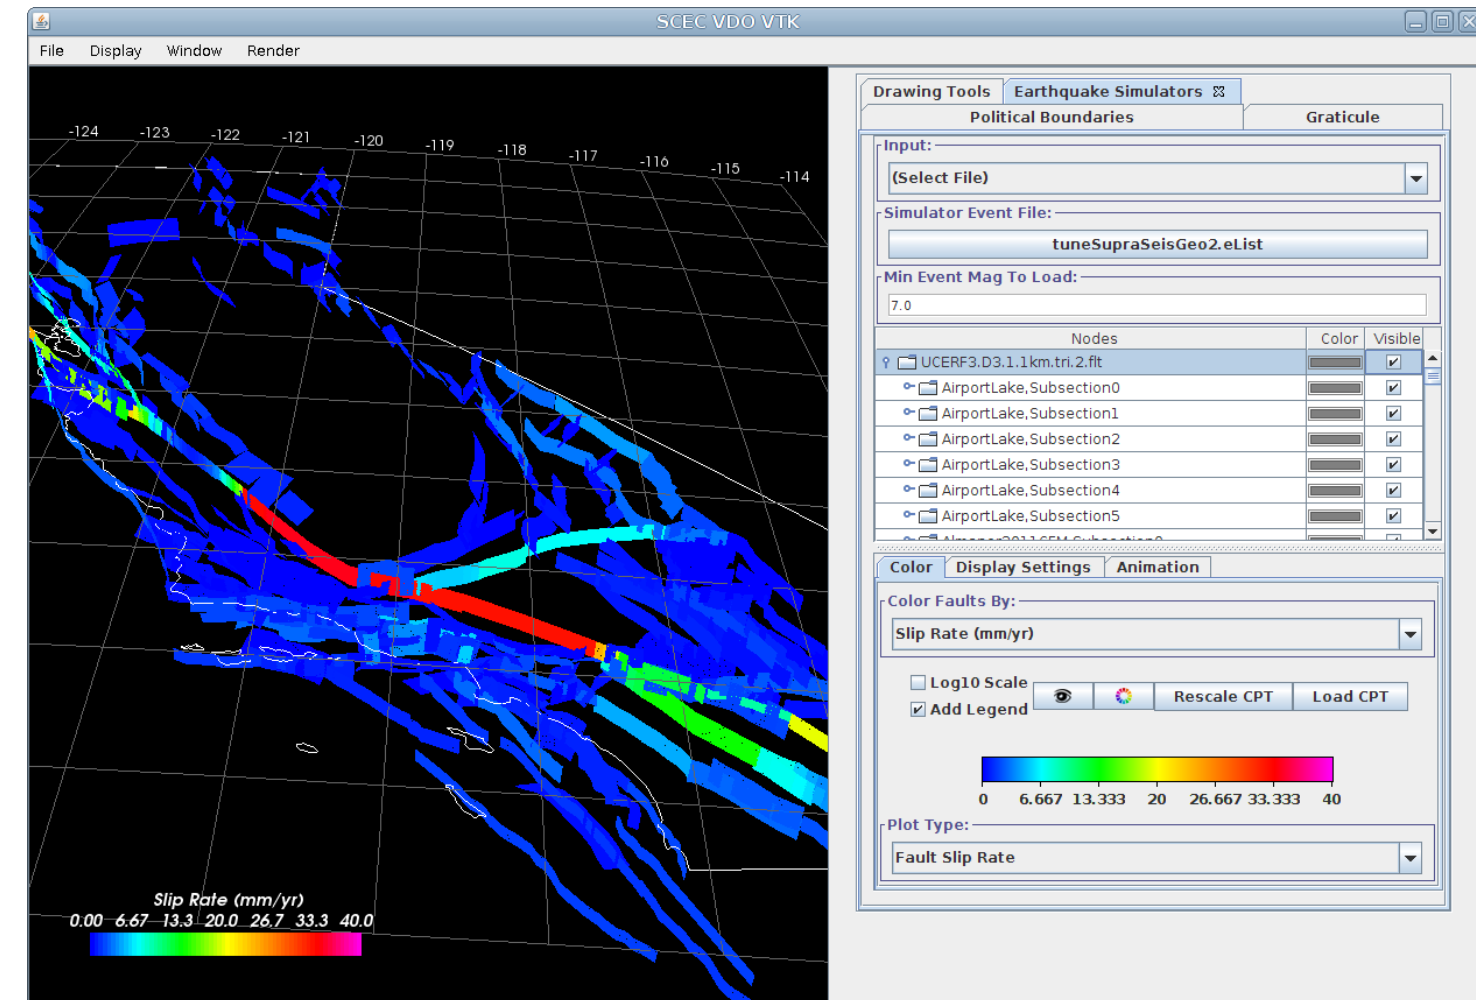 SCEC VDO VTK
File Display Window Render
-124 -123 -122 -121 -120 -119 -118 -117 -116 -115 -114
Slip Rate (mm/yr)
0.00 6.67 13.3 20.0 26.7 33.3 40.0
Drawing Tools Earthquake Simulators
Political Boundaries Graticule
Input:
(Select File)
Simulator Event File:
tuneSupraSeisGeo2.eList
Min Event Mag To Load:
7.0
Nodes Color Visible
UCERF3.D3.1.1km.tri.2.flt
AirportLake,Subsection0
AirportLake,Subsection1
AirportLake,Subsection2
AirportLake,Subsection3
AirportLake,Subsection4
AirportLake,Subsection5
Color Display Settings Animation
Color Faults By:
Slip Rate (mm/yr)
Log10 Scale
Add Legend
Rescale CPT Load CPT
0 6.667 13.333 20 26.667 33.333 40
Plot Type:
Fault Slip Rate